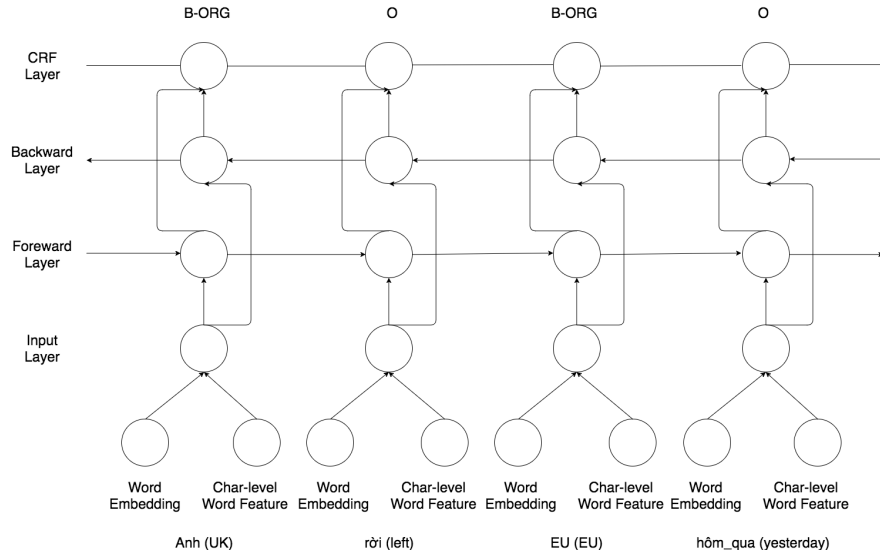 B-ORG O B-ORG O
CRF
Layer
Backward
Layer
Foreward
Layer
Input
Layer
Word
Embedding
Char-level
Word Feature
Word
Embedding
Char-level
Word Feature
Word
Embedding
Char-level
Word Feature
Word
Embedding
Char-level
Word Feature
Anh (UK) rời (left) EU (EU) hôm_qua (yesterday)